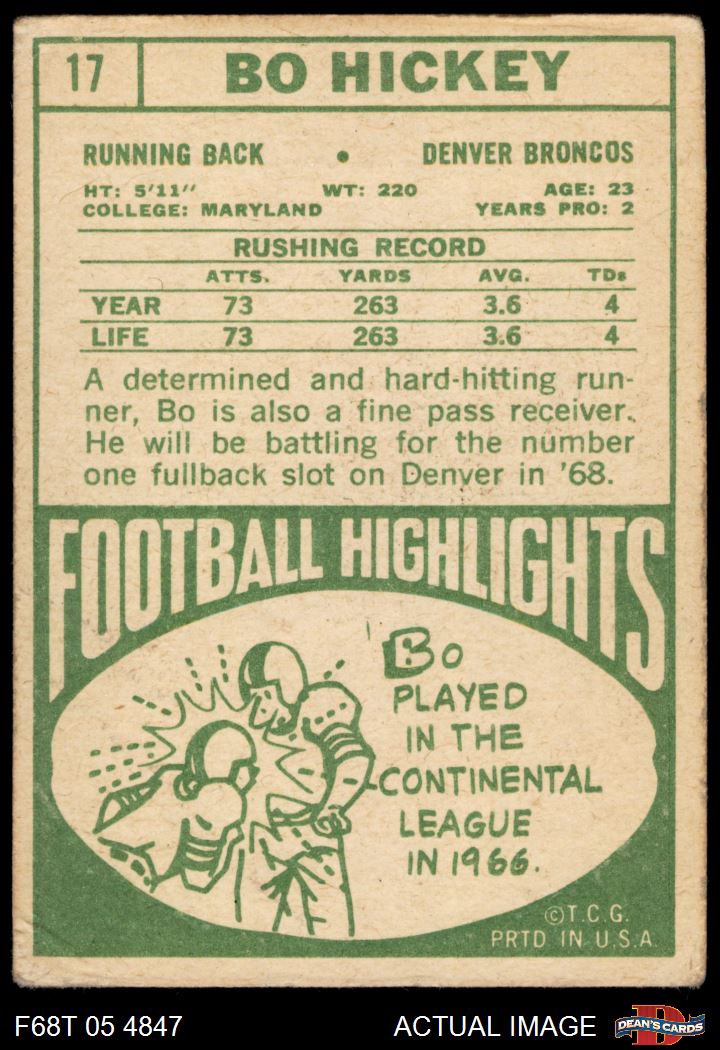 17 BO HICKEY
RUNNING BACK • DENVER BRONCOS
HT: 5'11" WT: 220 AGE: 23
COLLEGE: MARYLAND YEARS PRO: 2
RUSHING RECORD
ATTS. YARDS AVG. TDs
YEAR 73 263 3.6 4
LIFE 73 263 3.6 4
A determined and hard-hitting run-
ner, Bo is also a fine pass receiver.
He will be battling for the number
one fullback slot on Denver in '68.
FOOTBALL HIGHLIGHTS
BO
PLAYED
IN THE
CONTINENTAL
LEAGUE
IN 1966.
©T.C.G.
PRTD IN U.S.A.
F68T 05 4847 ACTUAL IMAGE D DEAN'S CARDS